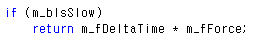 if (m_bIsSlow)
    return m_fDeltaTime * m_fForce;